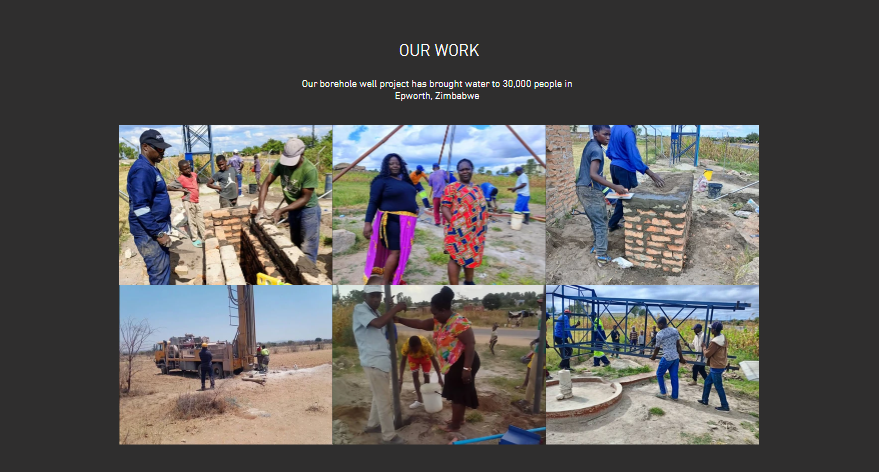 OUR WORK
Our borehole well project has brought water to 30,000 people in
Epworth, Zimbabwe